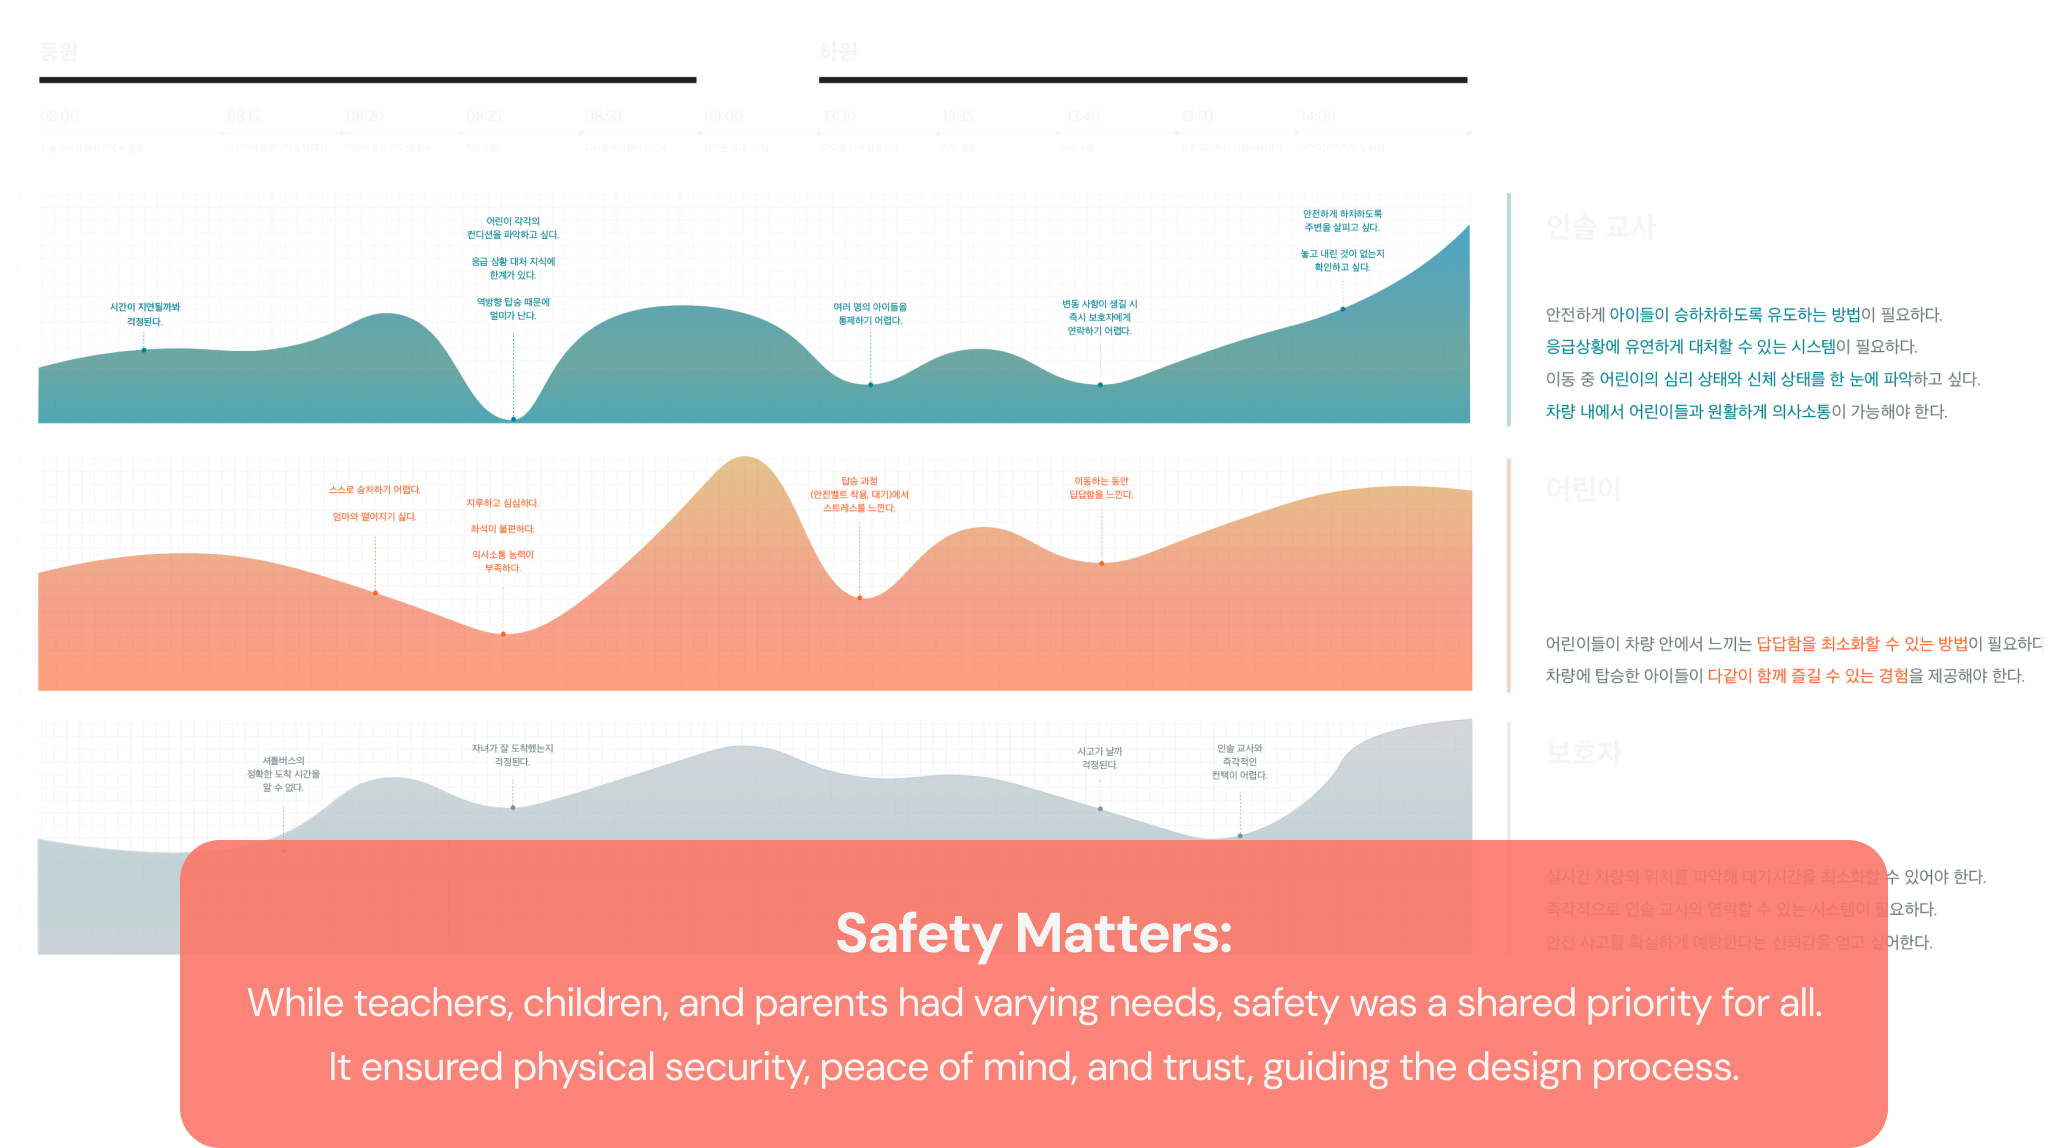 등원
하원
08:00
08:15
08:20
08:25
08:50
09:00
13:30
13:35
13:40
13:50
14:00
인솔 교사
어린이 각각의
컨디션을 파악하고 싶다.
응급 상황 대처 지식에
한계가 있다.
역방향 탑승 때문에
멀미가 난다.
시간이 지연될까봐
걱정된다.
여러 명의 아이들을
통제하기 어렵다.
변동 사항이 생길 시
즉시 보호자에게
연락하기 어렵다.
안전하게 하차하도록
주변을 살피고 싶다.
놓고 내린 것이 없는지
확인하고 싶다.
안전하게 아이들이 승하차하도록 유도하는 방법이 필요하다.
응급상황에 유연하게 대처할 수 있는 시스템이 필요하다.
이동 중 어린이의 심리 상태와 신체 상태를 한 눈에 파악하고 싶다.
차량 내에서 어린이들과 원활하게 의사소통이 가능해야 한다.
어린이
스스로 승차하기 어렵다.
엄마와 떨어지기 싫다.
지루하고 심심하다.
좌석이 불편하다.
의사소통 능력이
부족하다.
탑승 과정
(안전벨트 착용, 대기)에서
스트레스를 느낀다.
이동하는 동안
답답함을 느낀다.
어린이들이 차량 안에서 느끼는 답답함을 최소화할 수 있는 방법이 필요하다
차량에 탑승한 아이들이 다같이 함께 즐길 수 있는 경험을 제공해야 한다.
보호자
셔틀버스의
정확한 도착 시간을
알 수 없다.
자녀가 잘 도착했는지
걱정된다.
사고가 날까
걱정된다.
인솔 교사와
즉각적인
컨택이 어렵다.
실시간 차량의 위치를 파악해 대기시간을 최소화할 수 있어야 한다.
즉각적으로 인솔 교사와 연락할 수 있는 시스템이 필요하다.
안전 사고를 확실하게 예방한다는 신뢰감을 얻고 싶어한다.
Safety Matters:
While teachers, children, and parents had varying needs, safety was a shared priority for all.
It ensured physical security, peace of mind, and trust, guiding the design process.